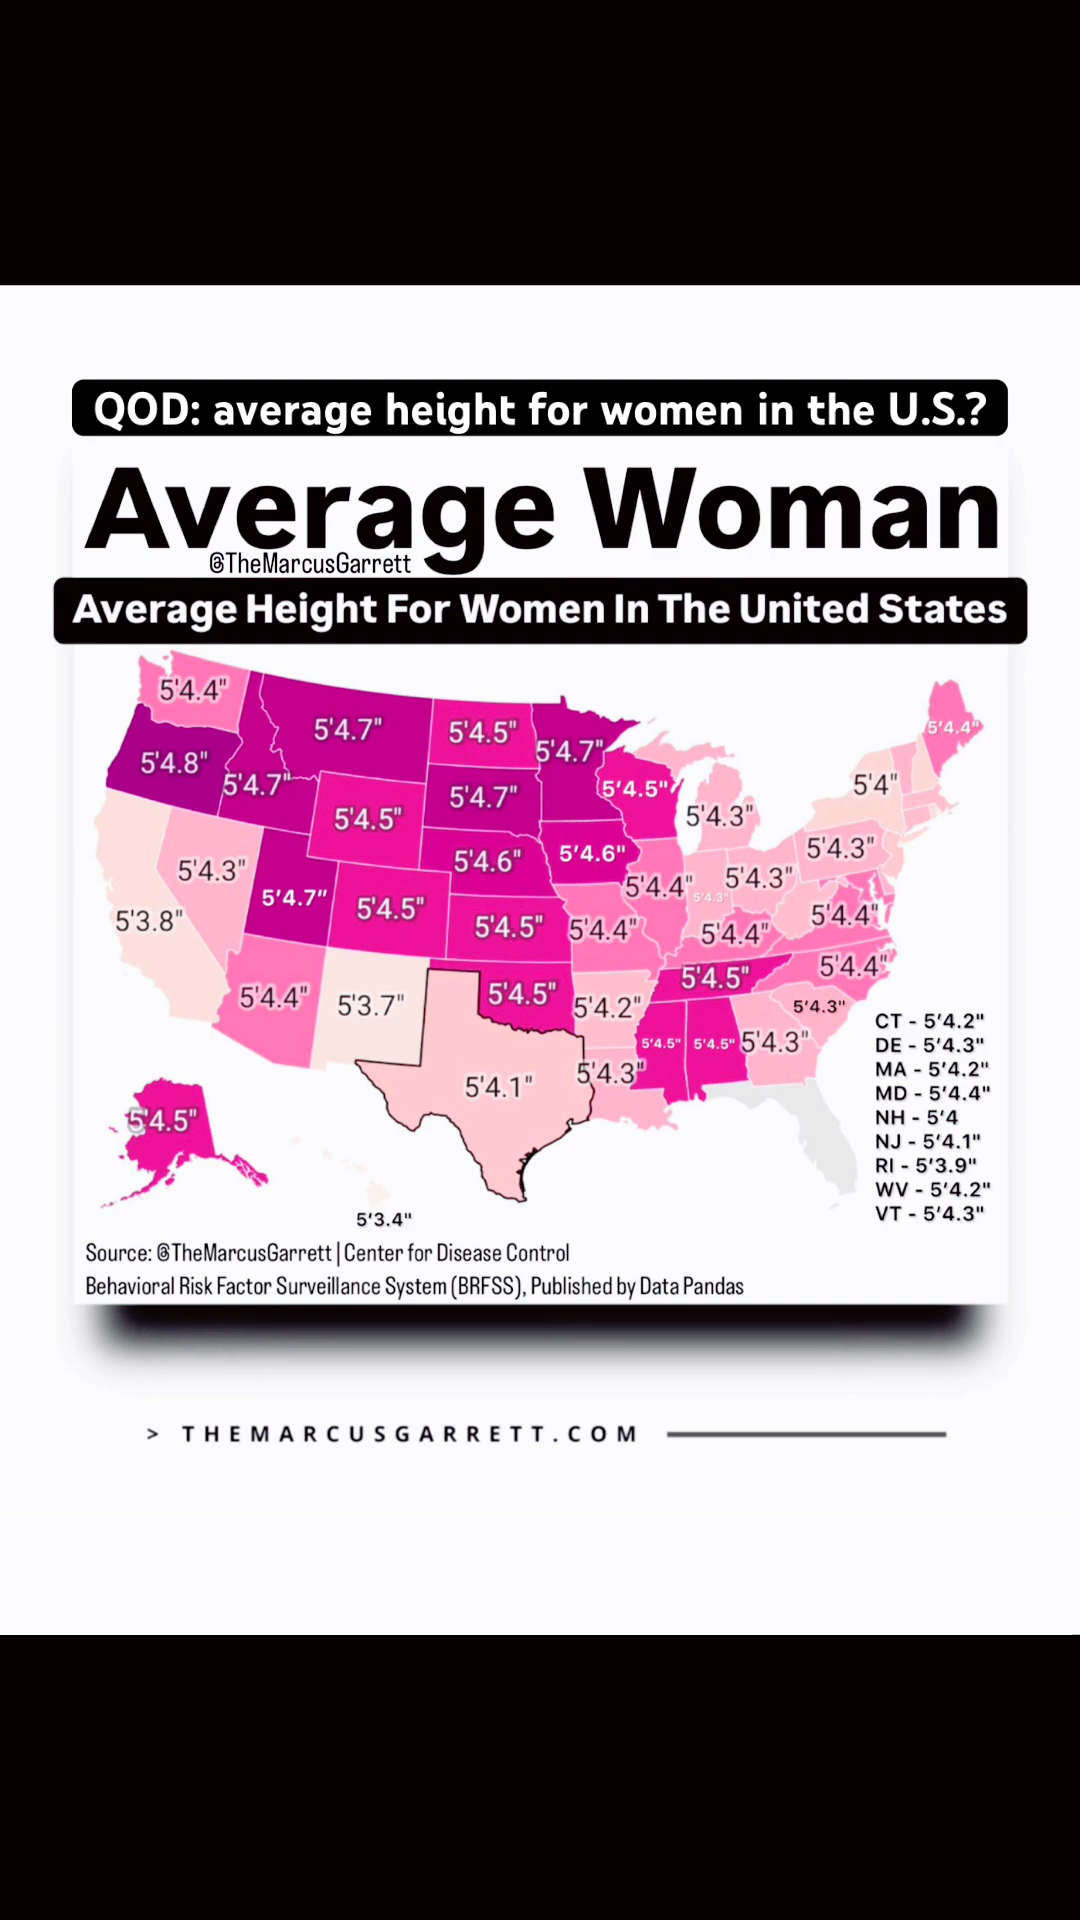 QOD: average height for women in the U.S.?
Average Woman
@TheMarcusGarrett
Average Height For Women In The United States
5'4.4"
5'4.7"
5'4.5"
5'4.7"
5'4.4"
5'4.8"
5'4.7"
5'4.5"
5'4.7"
5'4.5"
5'4.3"
5'4"
5'4.3"
5'4.7"
5'4.5"
5'4.6"
5'4.6"
5'4.4"
5'4.3"
5'4.3"
5'4.3"
5'3.8"
5'4.5"
5'4.4"
5'4.4"
5'4.4"
5'4.4"
5'3.7"
5'4.5"
5'4.2"
5'4.5"
5'4.4"
5'4.3"
5'4.1"
5'4.3"
5'4.5"
5'4.5"
5'4.3"
5'4.5"
5'3.4"
CT - 5'4.2"
DE - 5'4.3"
MA - 5'4.2"
MD - 5'4.4"
NH - 5'4
NJ - 5'4.1"
RI - 5'3.9"
WV - 5'4.2"
VT - 5'4.3"
Source: @TheMarcusGarrett | Center for Disease Control
Behavioral Risk Factor Surveillance System (BRFSS), Published by Data Pandas
> THEMARCUSGARRETT.COM